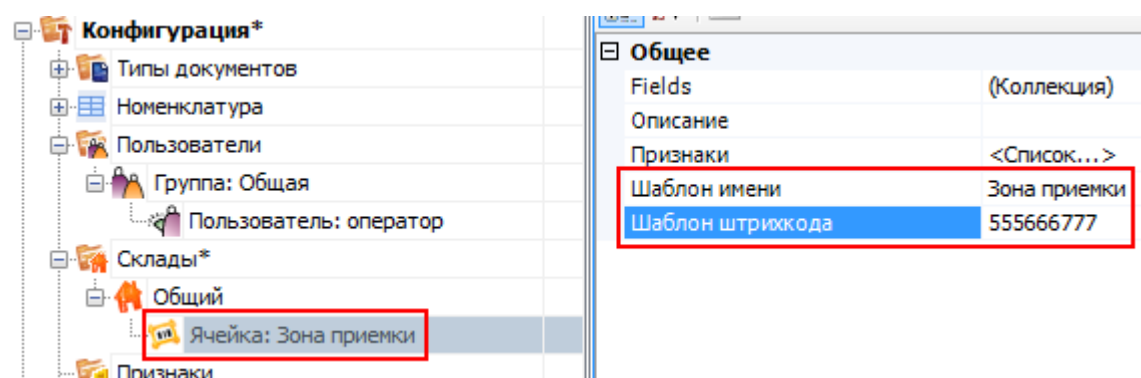 Конфигурация*
Типы документов
Номенклатура
Пользователи
Группа: Общая
Пользователь: оператор
Склады*
Общий
Ячейка: Зона приемки
Признаки
Общее
Fields (Коллекция)
Описание
Признаки <Список...>
Шаблон имени Зона приемки
Шаблон штрихкода 555666777